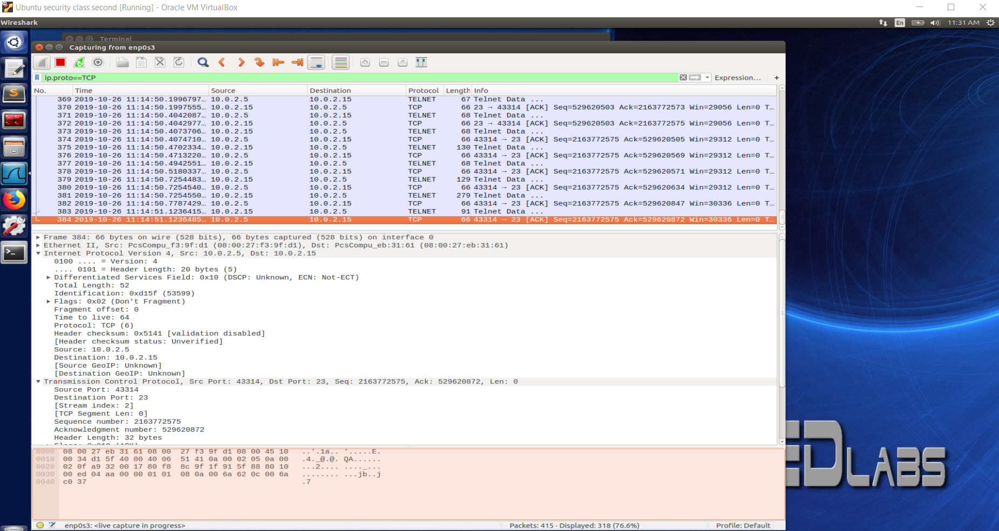 Ubuntu security class second [Running] - Oracle VM VirtualBox
Wireshark
En
11:31 AM
Terminal
Capturing from enp0s3
ip.proto==TCP
Expression...
+
No. Time Source Destination Protocol Length Info
369 2019-10-26 11:14:50.1996797... 10.0.2.5 10.0.2.15 TELNET 67 Telnet Data ...
370 2019-10-26 11:14:50.1997555... 10.0.2.15 10.0.2.5 TCP 66 23 → 43314 [ACK] Seq=529620503 Ack=2163772573 Win=29056 Len=0 T...
371 2019-10-26 11:14:50.4042087... 10.0.2.5 10.0.2.15 TELNET 68 Telnet Data ...
372 2019-10-26 11:14:50.4042977... 10.0.2.15 10.0.2.5 TCP 66 23 → 43314 [ACK] Seq=529620503 Ack=2163772575 Win=29056 Len=0 T...
373 2019-10-26 11:14:50.4073706... 10.0.2.15 10.0.2.5 TELNET 68 Telnet Data ...
374 2019-10-26 11:14:50.4074710... 10.0.2.5 10.0.2.15 TCP 66 43314 → 23 [ACK] Seq=2163772575 Ack=529620505 Win=29312 Len=0 T...
375 2019-10-26 11:14:50.4702334... 10.0.2.15 10.0.2.5 TELNET 130 Telnet Data ...
376 2019-10-26 11:14:50.4713220... 10.0.2.5 10.0.2.15 TCP 66 43314 → 23 [ACK] Seq=2163772575 Ack=529620569 Win=29312 Len=0 T...
377 2019-10-26 11:14:50.4942551... 10.0.2.15 10.0.2.5 TELNET 68 Telnet Data ...
378 2019-10-26 11:14:50.5180337... 10.0.2.5 10.0.2.15 TCP 66 43314 → 23 [ACK] Seq=2163772575 Ack=529620571 Win=29312 Len=0 T...
379 2019-10-26 11:14:50.7254483... 10.0.2.15 10.0.2.5 TELNET 129 Telnet Data ...
380 2019-10-26 11:14:50.7254540... 10.0.2.5 10.0.2.15 TCP 66 43314 → 23 [ACK] Seq=2163772575 Ack=529620634 Win=29312 Len=0 T...
381 2019-10-26 11:14:50.7254550... 10.0.2.15 10.0.2.5 TELNET 279 Telnet Data ...
382 2019-10-26 11:14:50.7787429... 10.0.2.5 10.0.2.15 TCP 66 43314 → 23 [ACK] Seq=2163772575 Ack=529620847 Win=30336 Len=0 T...
383 2019-10-26 11:14:51.1236415... 10.0.2.15 10.0.2.5 TELNET 91 Telnet Data ...
384 2019-10-26 11:14:51.1236485... 10.0.2.5 10.0.2.15 TCP 66 43314 → 23 [ACK] Seq=2163772575 Ack=529620872 Win=30336 Len=0 T...
Frame 384: 66 bytes on wire (528 bits), 66 bytes captured (528 bits) on interface 0
Ethernet II, Src: PcsCompu_f3:9f:d1 (08:00:27:f3:9f:d1), Dst: PcsCompu_eb:31:61 (08:00:27:eb:31:61)
Internet Protocol Version 4, Src: 10.0.2.5, Dst: 10.0.2.15
0100 .... = Version: 4
.... 0101 = Header Length: 20 bytes (5)
Differentiated Services Field: 0x10 (DSCP: Unknown, ECN: Not-ECT)
Total Length: 52
Identification: 0xd15f (53599)
Flags: 0x02 (Don't Fragment)
Fragment offset: 0
Time to live: 64
Protocol: TCP (6)
Header checksum: 0x5141 [validation disabled]
[Header checksum status: Unverified]
Source: 10.0.2.5
Destination: 10.0.2.15
[Source GeoIP: Unknown]
[Destination GeoIP: Unknown]
Transmission Control Protocol, Src Port: 43314, Dst Port: 23, Seq: 2163772575, Ack: 529620872, Len: 0
Source Port: 43314
Destination Port: 23
[Stream index: 2]
[TCP Segment Len: 0]
Sequence number: 2163772575
Acknowledgment number: 529620872
Header Length: 32 bytes
Flags: 0x010 (ACK)
0000 08 00 27 eb 31 61 08 00 27 f3 9f d1 08 00 45 10 ..'.1a.. '.....E.
0010 00 34 d1 5f 40 00 40 06 51 41 0a 00 02 05 0a 00 .4._@.@. QA......
0020 02 0f a9 32 00 17 80 f8 8c 9f 1f 91 5f 88 80 10 ...2.... ...._...
0030 00 ed 04 aa 00 00 01 01 08 0a 00 6a 62 0c 00 6a ........ ...jb..j
0040 c0 37 .7
enp0s3: <live capture in progress>
Packets: 415 · Displayed: 318 (76.6%)
Profile: Default
ED LABS